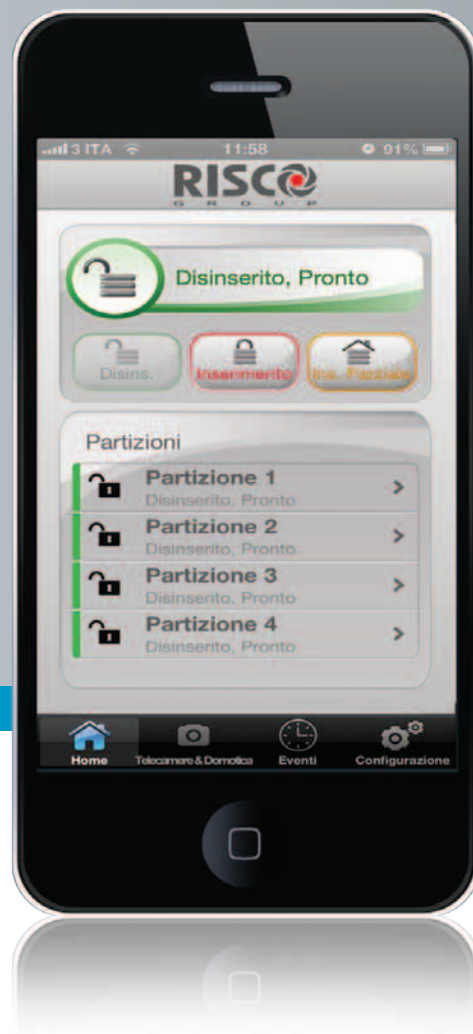 3 ITA 11:58 91%
RISCO
GROUP
Disinserito, Pronto
Disins. Inserimento Ins. Parziale
Partizioni
Partizione 1
Disinserito, Pronto
Partizione 2
Disinserito, Pronto
Partizione 3
Disinserito, Pronto
Partizione 4
Disinserito, Pronto
Home Telecamere & Domotica Eventi Configurazione